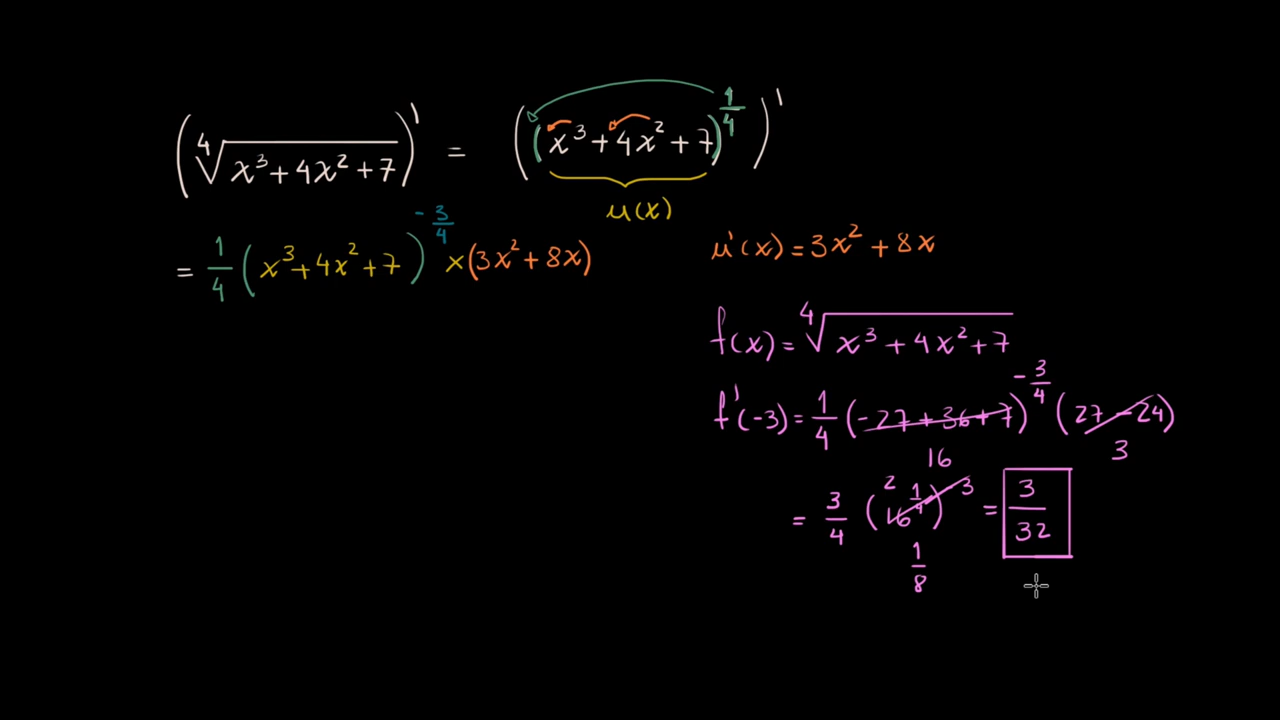 (∜(x³+4x²+7))' = ((x³+4x²+7)^(1/4))'
u(x)
= 1/4 (x³+4x²+7)^(-3/4) × (3x²+8x)
u'(x) = 3x²+8x
f(x) = ∜(x³+4x²+7)
f'(-3) = 1/4 (-27+36+7)^(-3/4) (27-24)
16 3
= 3/4 (16^(1/4))^(-3) = 3/32
2
1/8